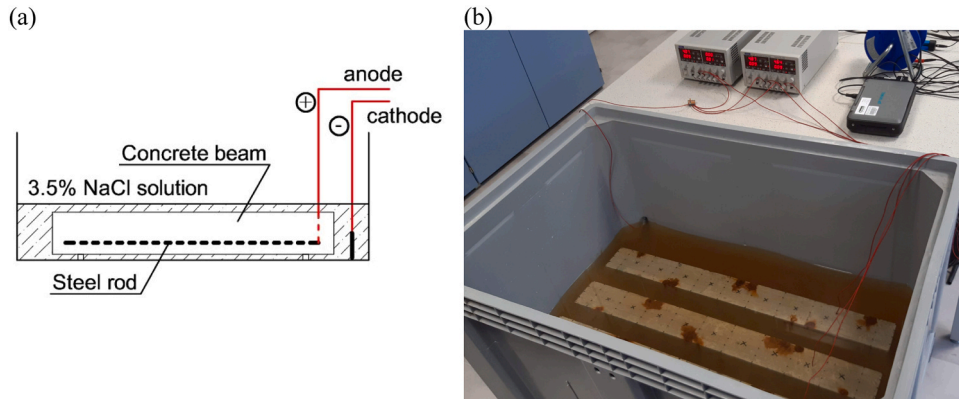 (a)
(b)
anode
+
cathode
-
Concrete beam
3.5% NaCl solution
Steel rod